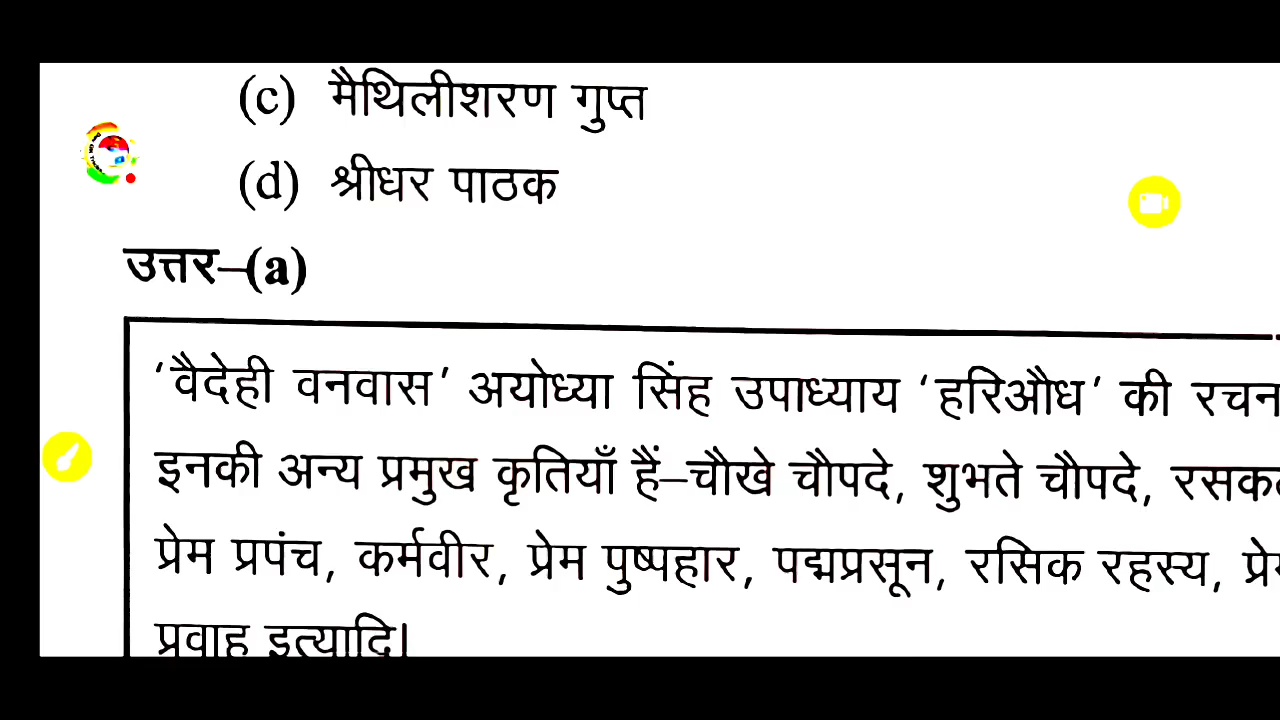 (c) मैथिलीशरण गुप्त
(d) श्रीधर पाठक
उत्तर–(a)
‘वैदेही वनवास’ अयोध्या सिंह उपाध्याय ‘हरिऔध’ की
इनकी अन्य प्रमुख कृतियाँ हैं–चौखे चौपदे, शुभते चौपदे,
प्रेम प्रपंच, कर्मवीर, प्रेम पुष्पहार, पद्मप्रसून, रसिक रहस्य,
प्रवाह इत्यादि।